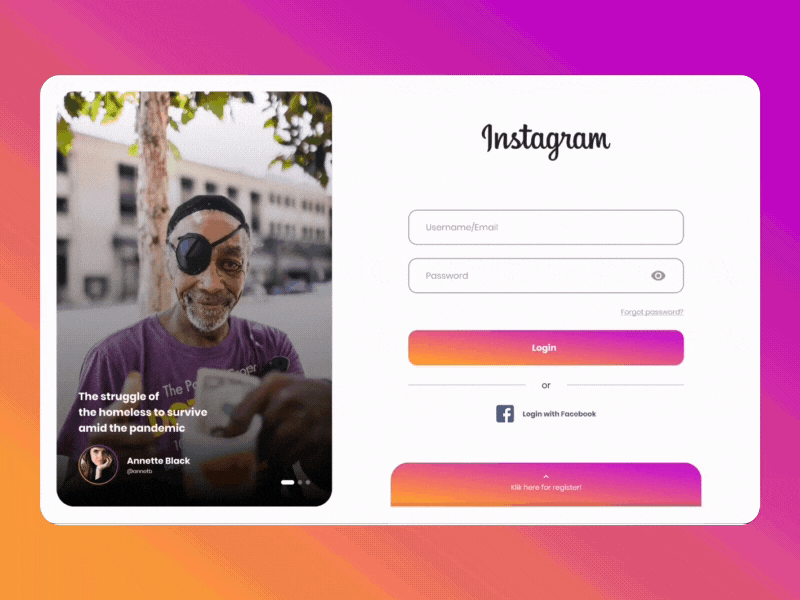 The struggle of
the homeless to survive
amid the pandemic
Annette Black
@annetb
Instagram
Username/Email
Password
Forgot password?
Login
or
Login with Facebook
Klik here for register!